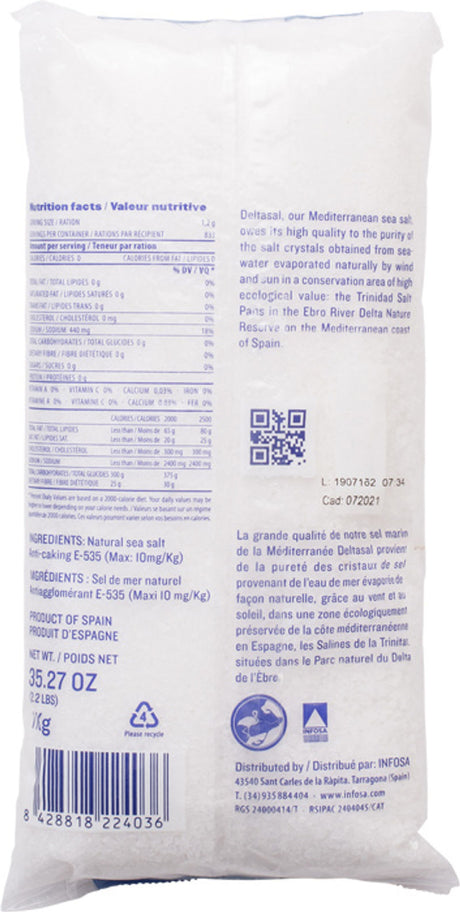 Nutrition facts / Valeur nutritive
SERVING SIZE / RATION 1,2 g
SERVINGS PER CONTAINER / RATIONS PAR RÉCIPIENT 833
Amount per serving / Teneur par ration
CALORIES / CALORIES 0 CALORIES FROM FAT / LIPIDES 0
% DV / VQ *
TOTAL FAT / TOTAL LIPIDES 0 g 0%
SATURATED FAT / LIPIDES SATURÉS 0 g 0%
TRANS FAT / LIPIDES TRANS 0 g 0%
CHOLESTEROL / CHOLESTÉROL 0 mg 0%
SODIUM / SODIUM 440 mg 18%
TOTAL CARBOHYDRATES / TOTAL GLUCIDES 0 g 0%
DIETARY FIBRE / FIBRE DIÉTÉTIQUE 0 g 0%
SUGARS / SUCRES 0 g 0%
PROTEIN / PROTÉINES 0 g
VITAMIN A 0% · VITAMIN C 0% · CALCIUM 0,03% · IRON 0%
VITAMINE A 0% · VITAMINE C 0% · CALCIUM 0,03% · FER 0%
CALORIES / CALORIES 2000 2500
TOTAL FAT / TOTAL LIPIDES Less than / Moins de 65 g 80 g
SAT FAT / LIPIDES SAT. Less than / Moins de 20 g 25 g
CHOLESTEROL / CHOLESTÉROL Less than / Moins de 300 mg 300 mg
SODIUM / SODIUM Less than / Moins de 2400 mg 2400 mg
TOTAL CARBOHYDRATES / TOTAL GLUCIDES 300 g 375 g
DIETARY FIBRE / FIBRE DIÉTÉTIQUE 25 g 30 g
*Percent Daily Values are based on a 2000-calorie diet. Your daily values may be
higher or lower depending on your calorie needs. / Valeurs se basant sur un régime
quotidien de 2000 calories. Ces valeurs pourront varier selon vos besoins en calories.
INGREDIENTS: Natural sea salt
Anti-caking E-535 (Max: 10mg/Kg)
INGRÉDIENTS : Sel de mer naturel
Antiagglomérant E-535 (Maxi 10 mg/Kg)
PRODUCT OF SPAIN
PRODUIT D'ESPAGNE
NET WT. / POIDS NET
35.27 OZ
(2.2 LBS)
1Kg
4
Please recycle
8 428818 224036
Deltasal, our Mediterranean sea salt,
owes its high quality to the purity of
the salt crystals obtained from sea-
water evaporated naturally by wind
and sun in a conservation area of high
ecological value: the Trinidad Salt
Pans in the Ebro River Delta Nature
Reserve on the Mediterranean coast
of Spain.
L: 1907182 07:34
Cad: 072021
La grande qualité de notre sel marin
de la Méditerranée Deltasal provient
de la pureté des cristaux de sel
provenant de l'eau de mer évaporée de
façon naturelle, grâce au vent et au
soleil, dans une zone écologiquement
préservée de la côte méditerranéenne
en Espagne, les Salines de la Trinitat,
situées dans le Parc naturel du Delta
de l'Èbre.
INFOSA
Distributed by / Distribué par: INFOSA
43540 Sant Carles de la Ràpita. Tarragona (Spain)
T. (34) 935 884 404 · www.infosa.com
RGS 24000414/T · RSIPAC 2404045/CAT